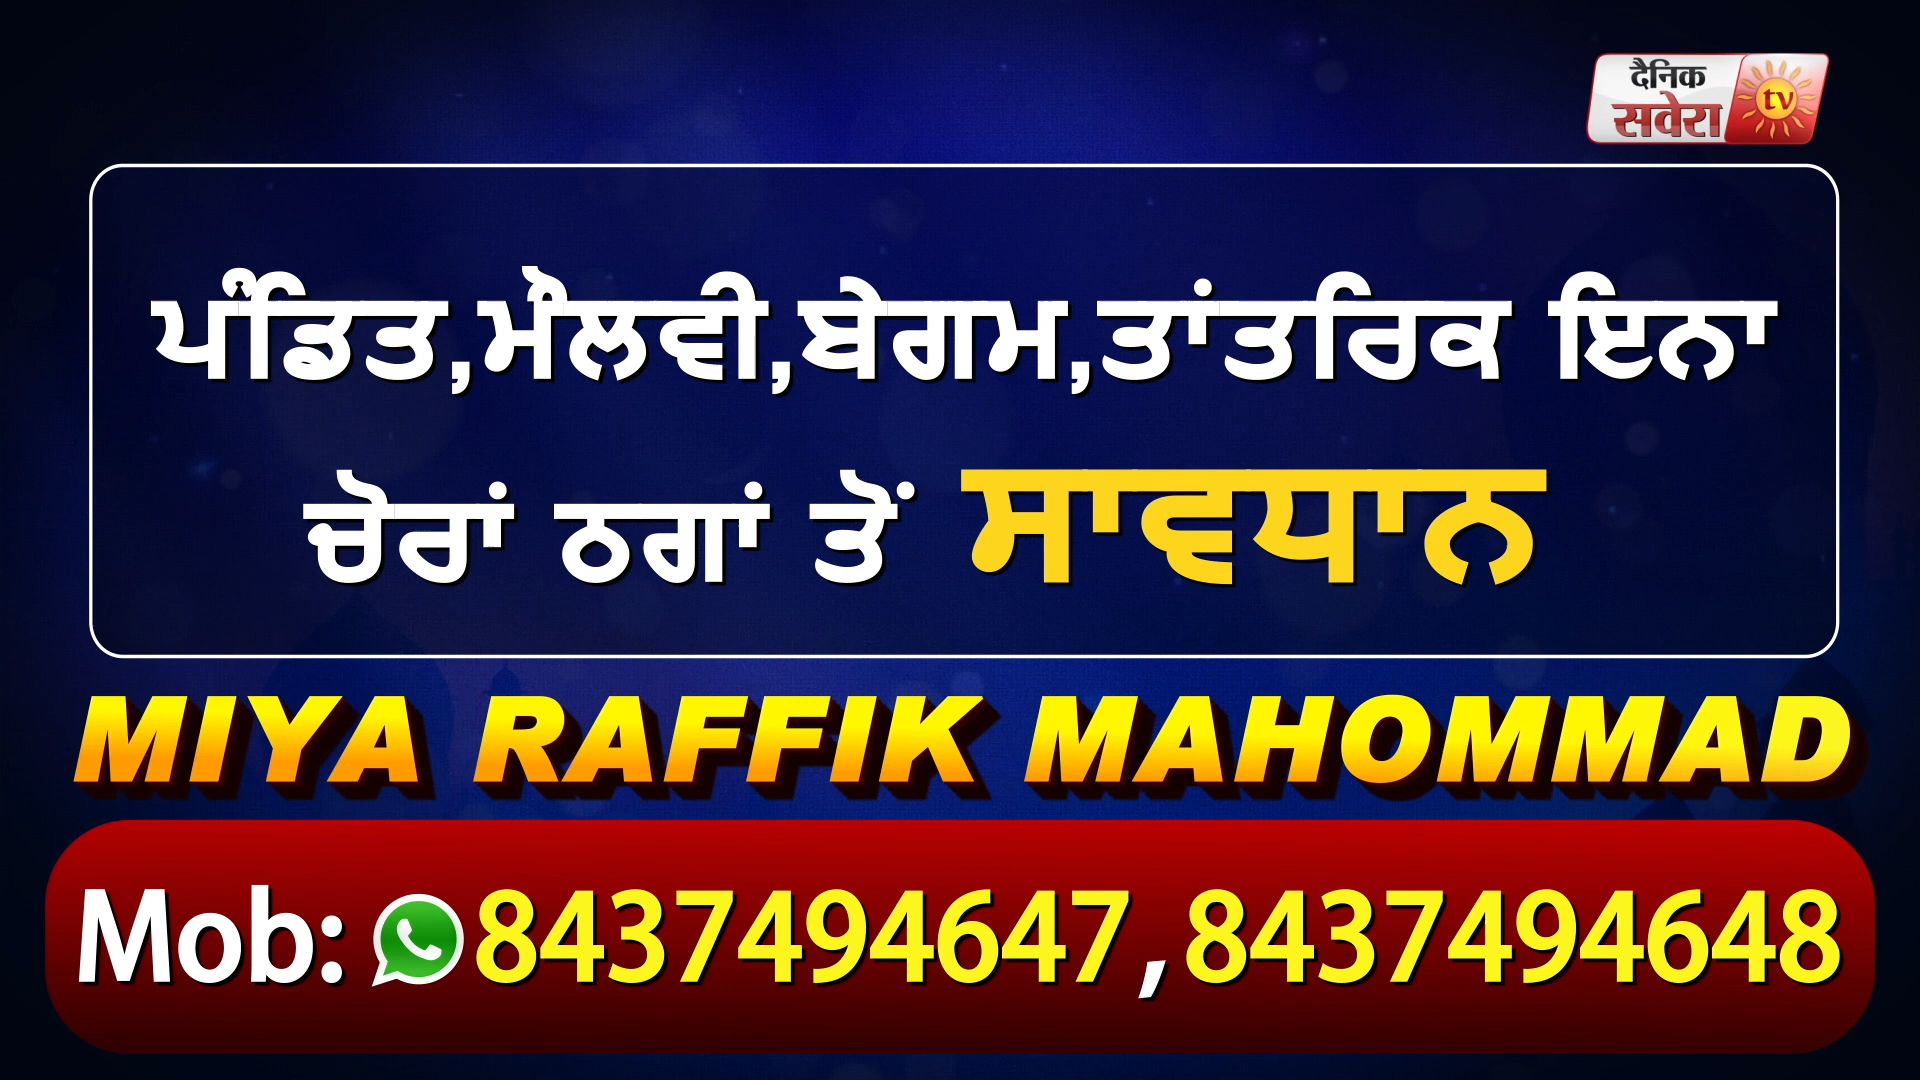 दैनिक
सवेरा tv
ਪੰਡਿਤ,ਮੌਲਵੀ,ਬੇਗਮ,ਤਾਂਤਰਿਕ ਇਨਾ
ਚੋਰਾਂ ਠਗਾਂ ਤੋਂ ਸਾਵਧਾਨ
MIYA RAFFIK MAHOMMAD
Mob: 8437494647, 8437494648